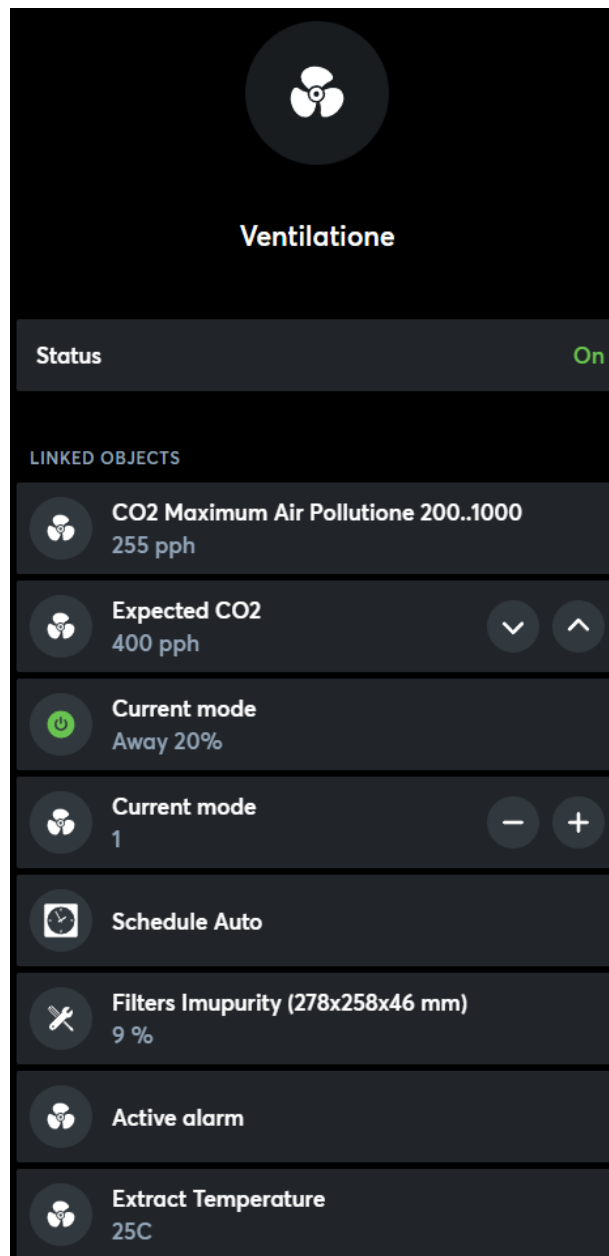 Ventilatione
Status
On
LINKED OBJECTS
CO2 Maximum Air Pollutione 200..1000
255 pph
Expected CO2
400 pph
Current mode
Away 20%
Current mode
1
Schedule Auto
Filters Imupurity (278x258x46 mm)
9 %
Active alarm
Extract Temperature
25C